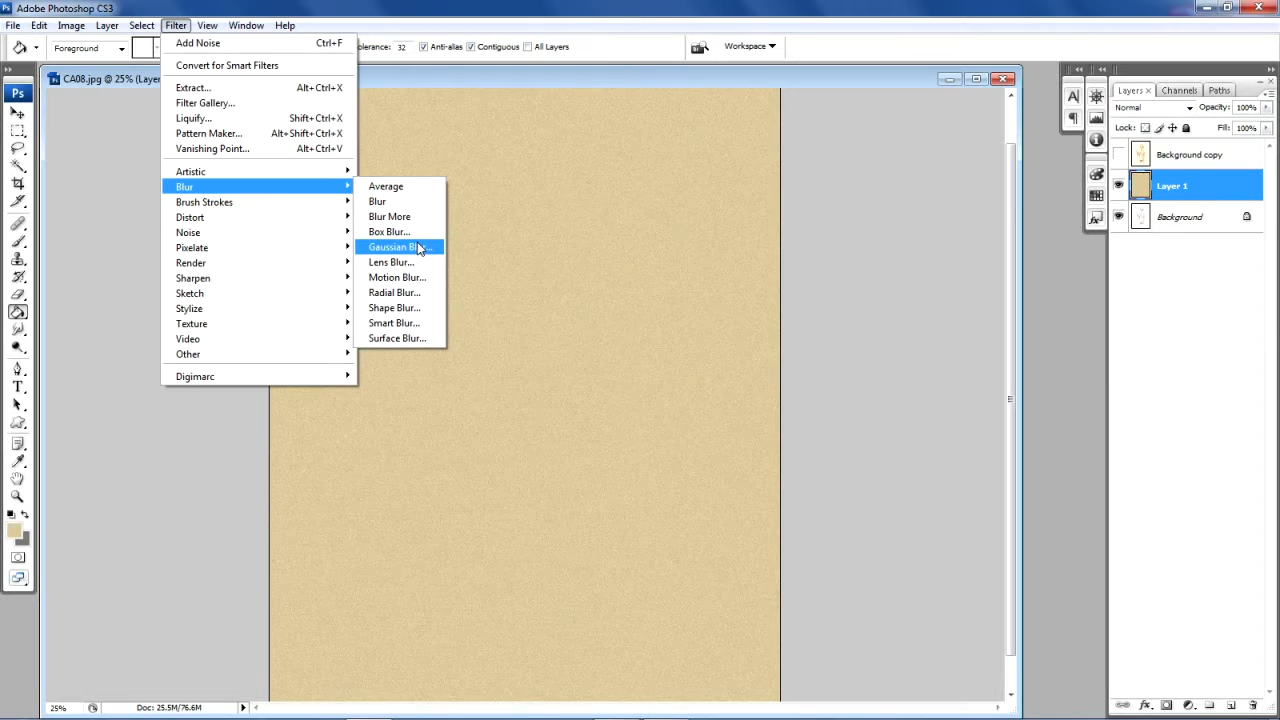 Ps Adobe Photoshop CS3
File Edit Image Layer Select Filter View Window Help
Foreground Tolerance: 32 Anti-alias Contiguous All Layers Workspace
Add Noise Ctrl+F
Convert for Smart Filters
Extract... Alt+Ctrl+X
Filter Gallery...
Liquify... Shift+Ctrl+X
Pattern Maker... Alt+Shift+Ctrl+X
Vanishing Point... Alt+Ctrl+V
Artistic
Blur
Brush Strokes
Distort
Noise
Pixelate
Render
Sharpen
Sketch
Stylize
Texture
Video
Other
Digimarc
Average
Blur
Blur More
Box Blur...
Gaussian Blur...
Lens Blur...
Motion Blur...
Radial Blur...
Shape Blur...
Smart Blur...
Surface Blur...
CA08.jpg @ 25% (Layer
Ps
T
Layers Channels Paths
Normal Opacity: 100%
Lock: Fill: 100%
Background copy
Layer 1
Background
25% Doc: 25.5M/76.6M